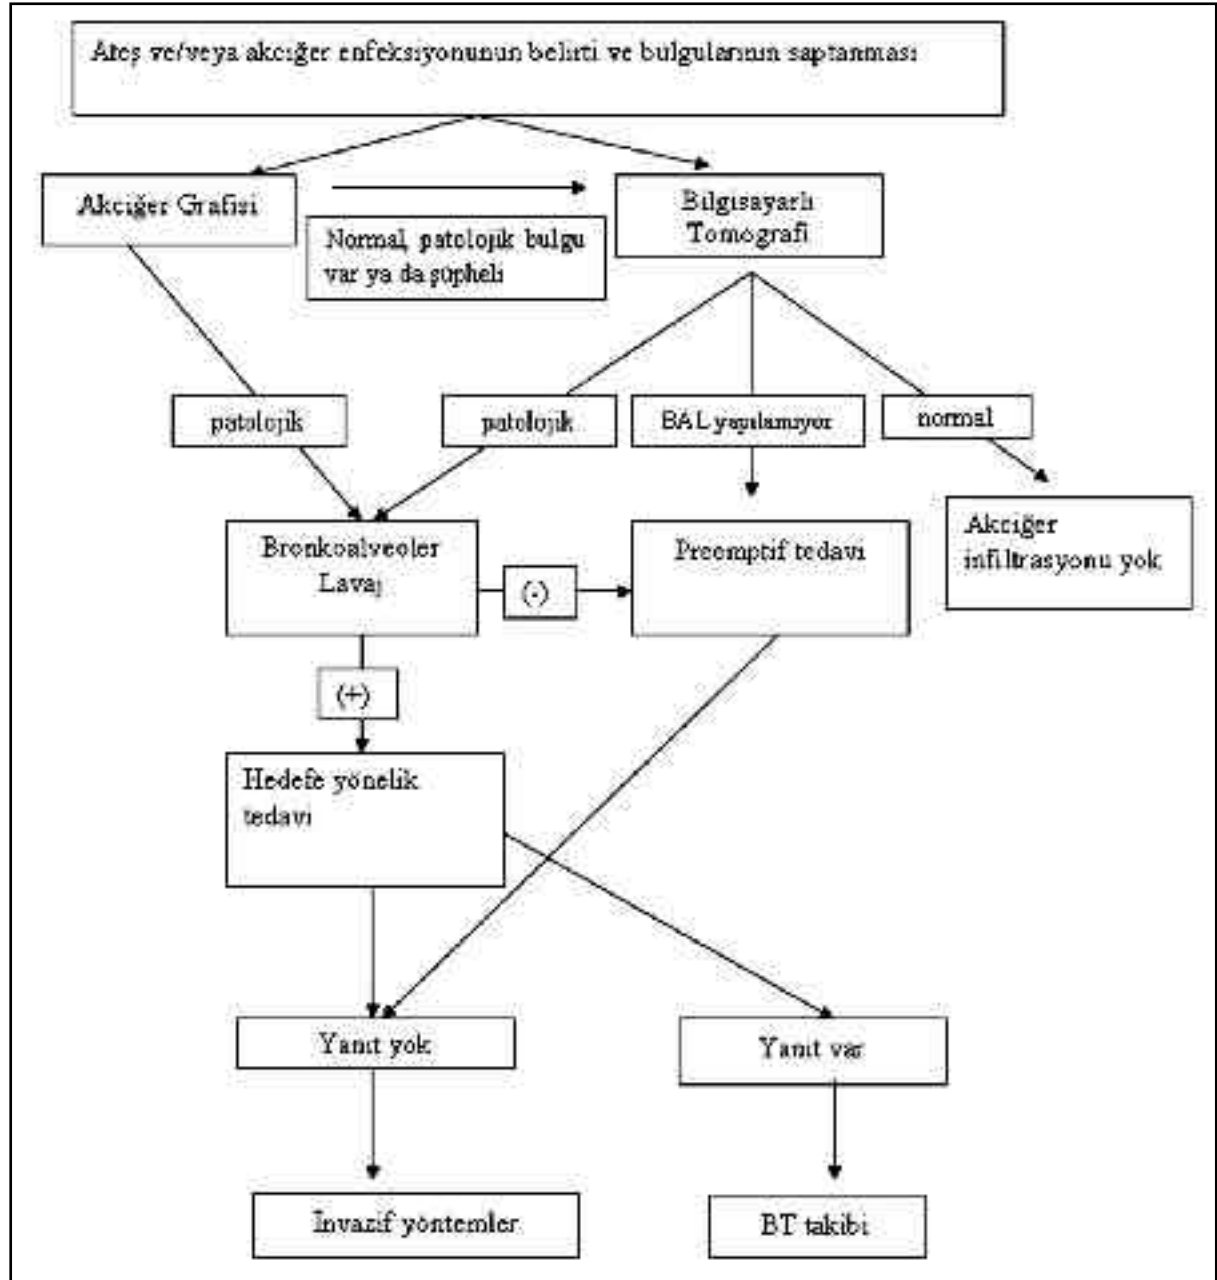 Ateş ve/veya akciğer enfeksiyonunun belirti ve bulgularının saptanması
Akciğer Grafisi
Normal, patolojik bulgu
var ya da şüpheli
Bilgisayarlı
Tomografi
patolojik
patolojik
BAL yapılamıyor
normal
Bronkoalveoler
Lavaj
(-)
Preomptif tedavi
Akciğer
infiltrasyonu yok
(+)
Hedefe yönelik
tedavi
Yanıt yok
Yanıt var
İnvazif yöntemler
BT takibi